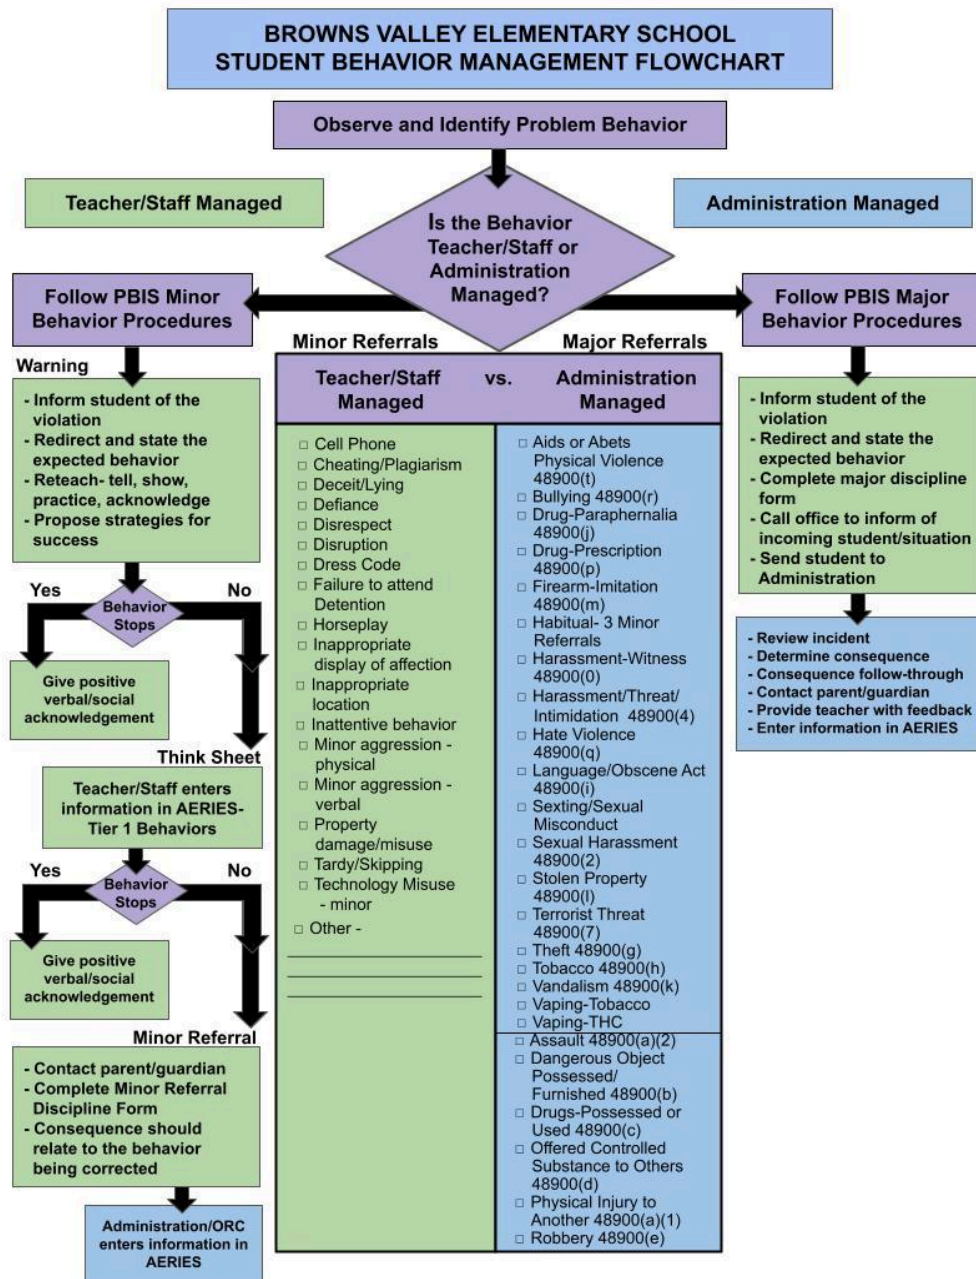 BROWNS VALLEY ELEMENTARY SCHOOL
STUDENT BEHAVIOR MANAGEMENT FLOWCHART
Observe and Identify Problem Behavior
Teacher/Staff Managed
Is the Behavior
Teacher/Staff or
Administration
Managed?
Administration Managed
Follow PBIS Minor
Behavior Procedures
Warning
- Inform student of the
violation
- Redirect and state the
expected behavior
- Reteach- tell, show,
practice, acknowledge
- Propose strategies for
success
Yes
Behavior
Stops
No
Give positive
verbal/social
acknowledgement
Think Sheet
Teacher/Staff enters
information in AERIES-
Tier 1 Behaviors
Yes
Behavior
Stops
No
Give positive
verbal/social
acknowledgement
Minor Referral
- Contact parent/guardian
- Complete Minor Referral
Discipline Form
- Consequence should
relate to the behavior
being corrected
Administration/ORC
enters information in
AERIES
Minor Referrals
Major Referrals
Teacher/Staff
Managed
vs.
Administration
Managed
□ Cell Phone
□ Cheating/Plagiarism
□ Deceit/Lying
□ Defiance
□ Disrespect
□ Disruption
□ Dress Code
□ Failure to attend
Detention
□ Horseplay
□ Inappropriate
display of affection
□ Inappropriate
location
□ Inattentive behavior
□ Minor aggression -
physical
□ Minor aggression -
verbal
□ Property
damage/misuse
□ Tardy/Skipping
□ Technology Misuse
- minor
□ Other -
□ Aids or Abets
Physical Violence
48900(t)
□ Bullying 48900(r)
□ Drug-Paraphernalia
48900(j)
□ Drug-Prescription
48900(p)
□ Firearm-Imitation
48900(m)
□ Habitual- 3 Minor
Referrals
□ Harassment-Witness
48900(0)
□ Harassment/Threat/
Intimidation 48900(4)
□ Hate Violence
48900(q)
□ Language/Obscene Act
48900(i)
□ Sexting/Sexual
Misconduct
□ Sexual Harassment
48900(2)
□ Stolen Property
48900(l)
□ Terrorist Threat
48900(7)
□ Theft 48900(g)
□ Tobacco 48900(h)
□ Vandalism 48900(k)
□ Vaping-Tobacco
□ Vaping-THC
□ Assault 48900(a)(2)
□ Dangerous Object
Possessed/
Furnished 48900(b)
□ Drugs-Possessed or
Used 48900(c)
□ Offered Controlled
Substance to Others
48900(d)
□ Physical Injury to
Another 48900(a)(1)
□ Robbery 48900(e)
Follow PBIS Major
Behavior Procedures
- Inform student of the
violation
- Redirect and state the
expected behavior
- Complete major discipline
form
- Call office to inform of
incoming student/situation
- Send student to
Administration
- Review incident
- Determine consequence
- Consequence follow-through
- Contact parent/guardian
- Provide teacher with feedback
- Enter information in AERIES